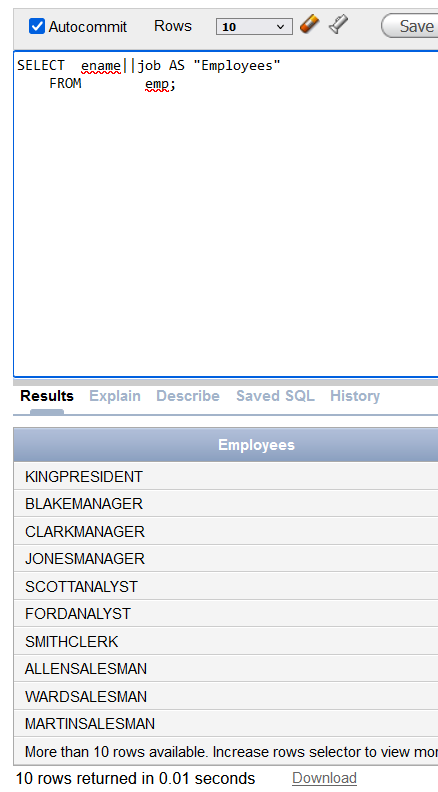 Autocommit Rows 10 Save
SELECT ename||job AS "Employees"
FROM emp;
Results Explain Describe Saved SQL History
Employees
KINGPRESIDENT
BLAKEMANAGER
CLARKMANAGER
JONESMANAGER
SCOTTANALYST
FORDANALYST
SMITHCLERK
ALLENSALESMAN
WARDSALESMAN
MARTINSALESMAN
More than 10 rows available. Increase rows selector to view mor
10 rows returned in 0.01 seconds Download